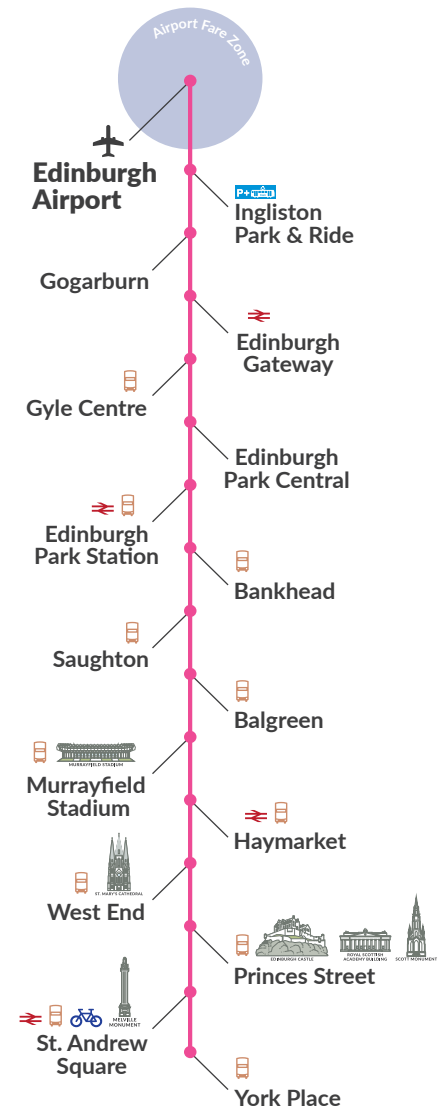 Airport Fare Zone
Edinburgh
Airport
P+
Ingliston
Park & Ride
Gogarburn
Edinburgh
Gateway
Gyle Centre
Edinburgh
Park Central
Edinburgh
Park Station
Bankhead
Saughton
Balgreen
MURRAYFIELD STADIUM
Murrayfield
Stadium
Haymarket
ST. MARY'S CATHEDRAL
West End
EDINBURGH CASTLE
ROYAL SCOTTISH
ACADEMY BUILDING
SCOTT MONUMENT
Princes Street
MELVILLE
MONUMENT
St. Andrew
Square
York Place